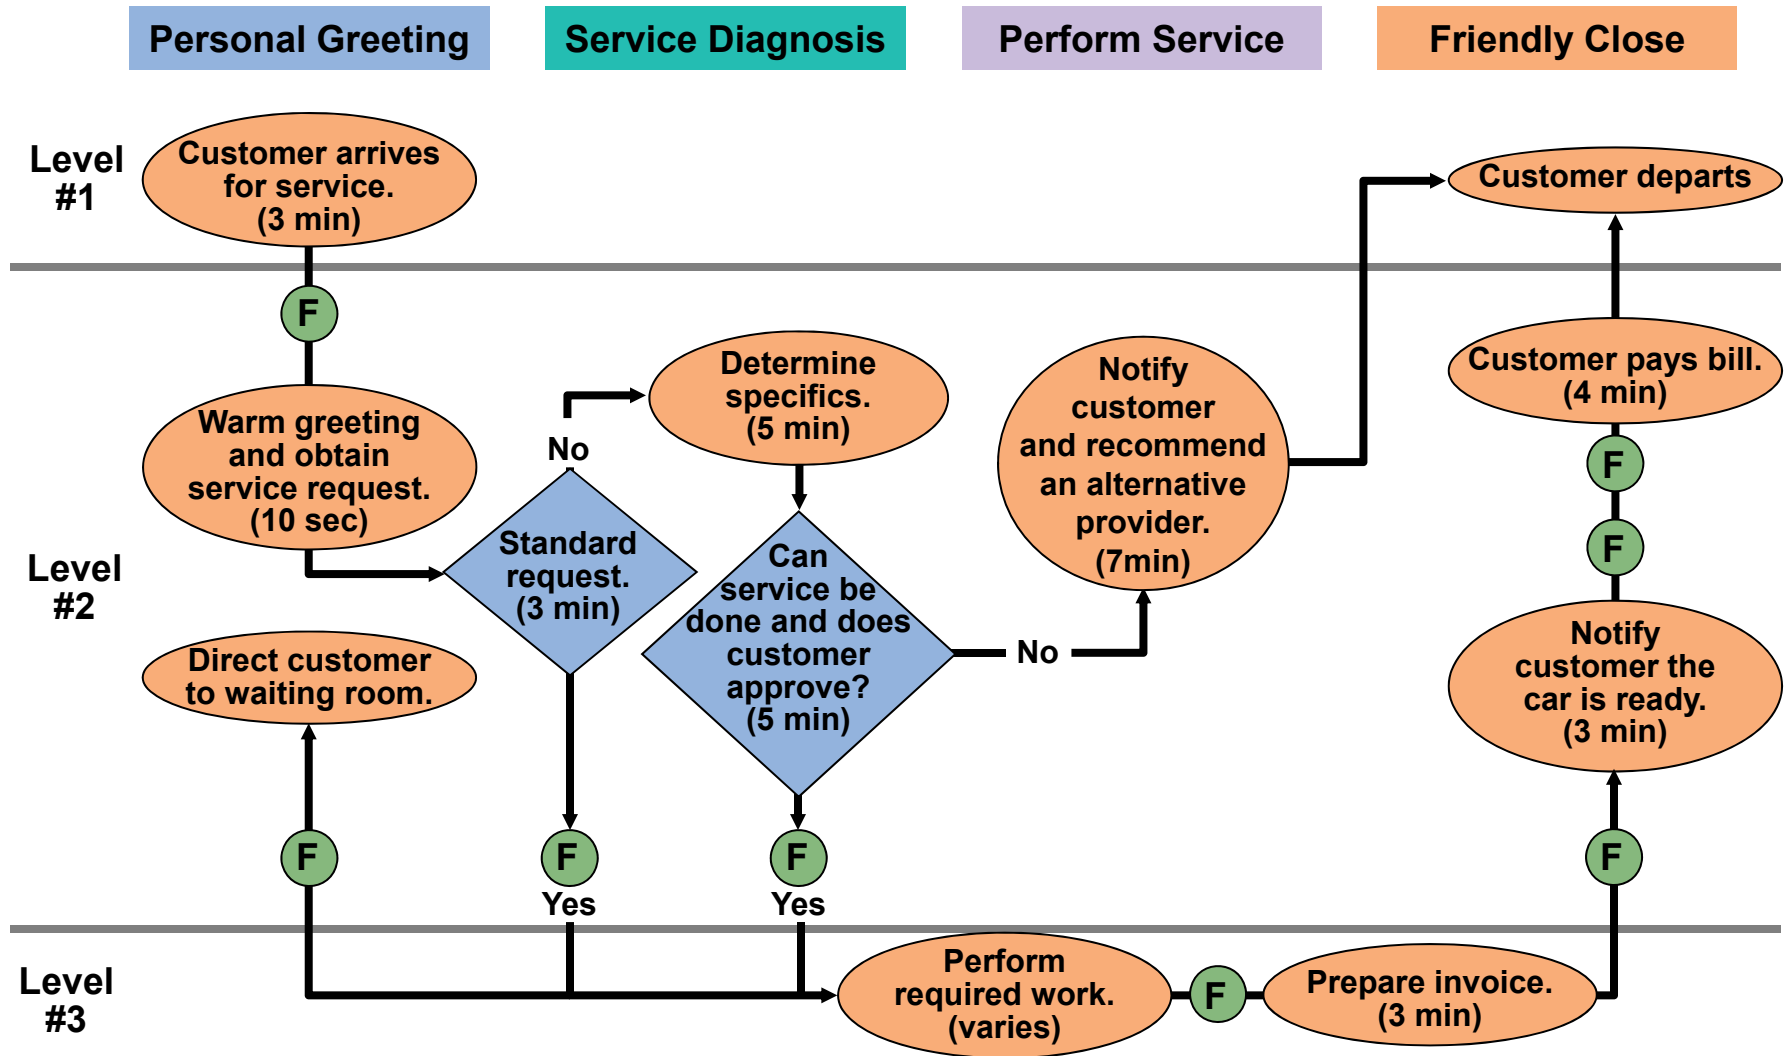 Personal Greeting
Service Diagnosis
Perform Service
Friendly Close
Level
#1
Customer arrives
for service.
(3 min)
Customer departs
F
Level
#2
Warm greeting
and obtain
service request.
(10 sec)
No
Standard
request.
(3 min)
Determine
specifics.
(5 min)
Can
service be
done and does
customer
approve?
(5 min)
No
Notify
customer
and recommend
an alternative
provider.
(7min)
Customer pays bill.
(4 min)
F
F
Notify
customer the
car is ready.
(3 min)
Direct customer
to waiting room.
F
F
Yes
F
Yes
F
Level
#3
Perform
required work.
(varies)
F
Prepare invoice.
(3 min)